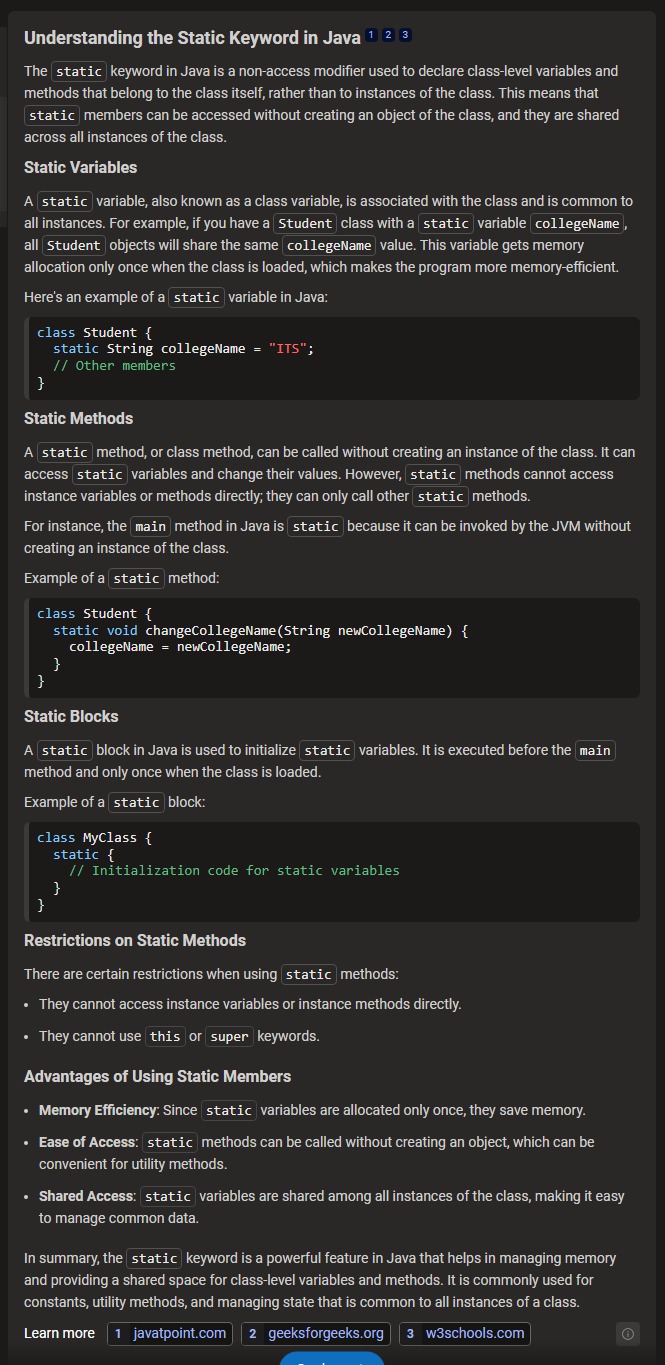 Understanding the Static Keyword in Java 1 2 3
The static keyword in Java is a non-access modifier used to declare class-level variables and
methods that belong to the class itself, rather than to instances of the class. This means that
static members can be accessed without creating an object of the class, and they are shared
across all instances of the class.
Static Variables
A static variable, also known as a class variable, is associated with the class and is common to
all instances. For example, if you have a Student class with a static variable collegeName,
all Student objects will share the same collegeName value. This variable gets memory
allocation only once when the class is loaded, which makes the program more memory-efficient.
Here's an example of a static variable in Java:
class Student {
  static String collegeName = "ITS";
  // Other members
}
Static Methods
A static method, or class method, can be called without creating an instance of the class. It can
access static variables and change their values. However, static methods cannot access
instance variables or methods directly; they can only call other static methods.
For instance, the main method in Java is static because it can be invoked by the JVM without
creating an instance of the class.
Example of a static method:
class Student {
  static void changeCollegeName(String newCollegeName) {
    collegeName = newCollegeName;
  }
}
Static Blocks
A static block in Java is used to initialize static variables. It is executed before the main
method and only once when the class is loaded.
Example of a static block:
class MyClass {
  static {
    // Initialization code for static variables
  }
}
Restrictions on Static Methods
There are certain restrictions when using static methods:
• They cannot access instance variables or instance methods directly.
• They cannot use this or super keywords.
Advantages of Using Static Members
• Memory Efficiency: Since static variables are allocated only once, they save memory.
• Ease of Access: static methods can be called without creating an object, which can be
convenient for utility methods.
• Shared Access: static variables are shared among all instances of the class, making it easy
to manage common data.
In summary, the static keyword is a powerful feature in Java that helps in managing memory
and providing a shared space for class-level variables and methods. It is commonly used for
constants, utility methods, and managing state that is common to all instances of a class.
Learn more 1 javatpoint.com 2 geeksforgeeks.org 3 w3schools.com